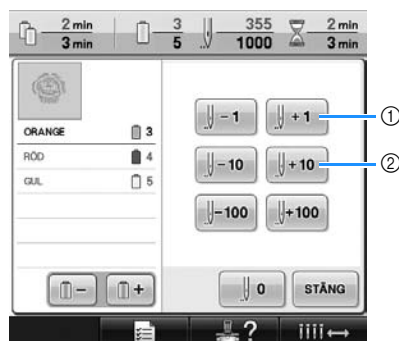 2 min 3 355 2 min
3 min 5 1000 3 min
-1 +1 ①
ORANGE 3
RÖD 4
-10 +10 ②
GUL 5
-100 +100
- + 0 STÄNG
?